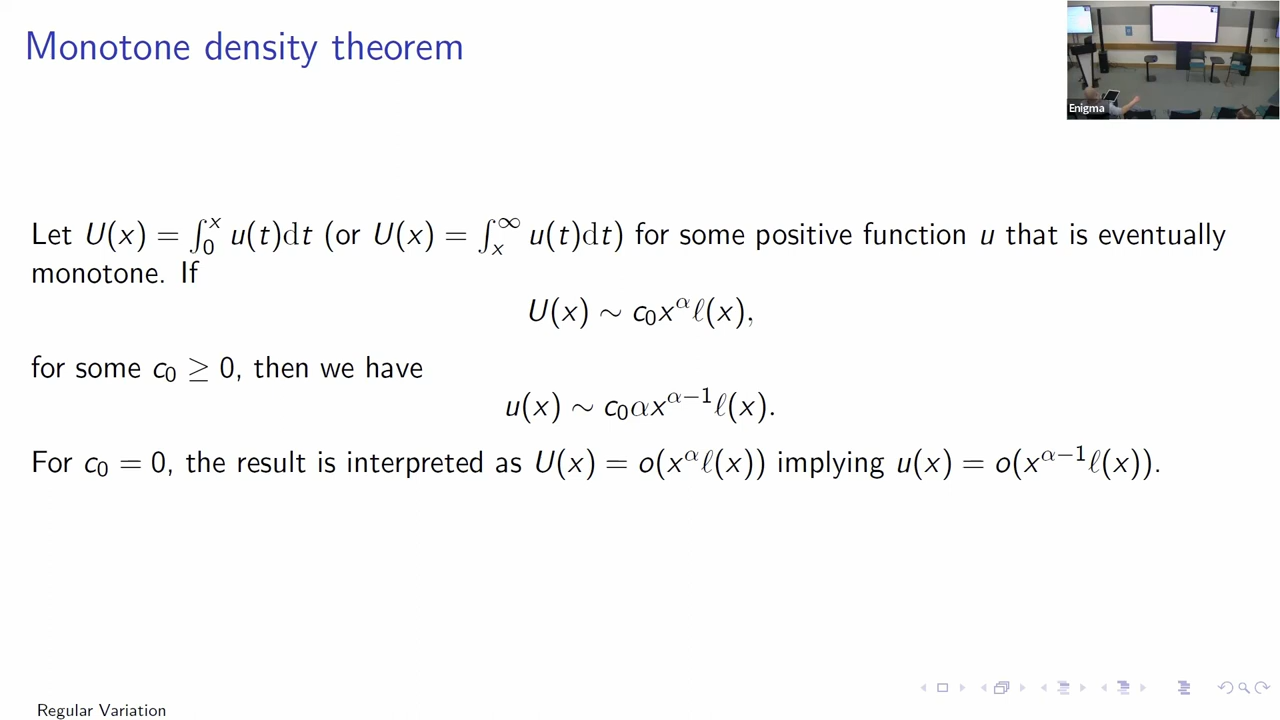 Monotone density theorem
Enigma
Let U(x) = ∫₀ˣ u(t)dt (or U(x) = ∫ₓ^∞ u(t)dt) for some positive function u that is eventually
monotone. If
U(x) ∼ c₀x^α ℓ(x),
for some c₀ ≥ 0, then we have
u(x) ∼ c₀αx^{α−1}ℓ(x).
For c₀ = 0, the result is interpreted as U(x) = o(x^α ℓ(x)) implying u(x) = o(x^{α−1}ℓ(x)).
Regular Variation